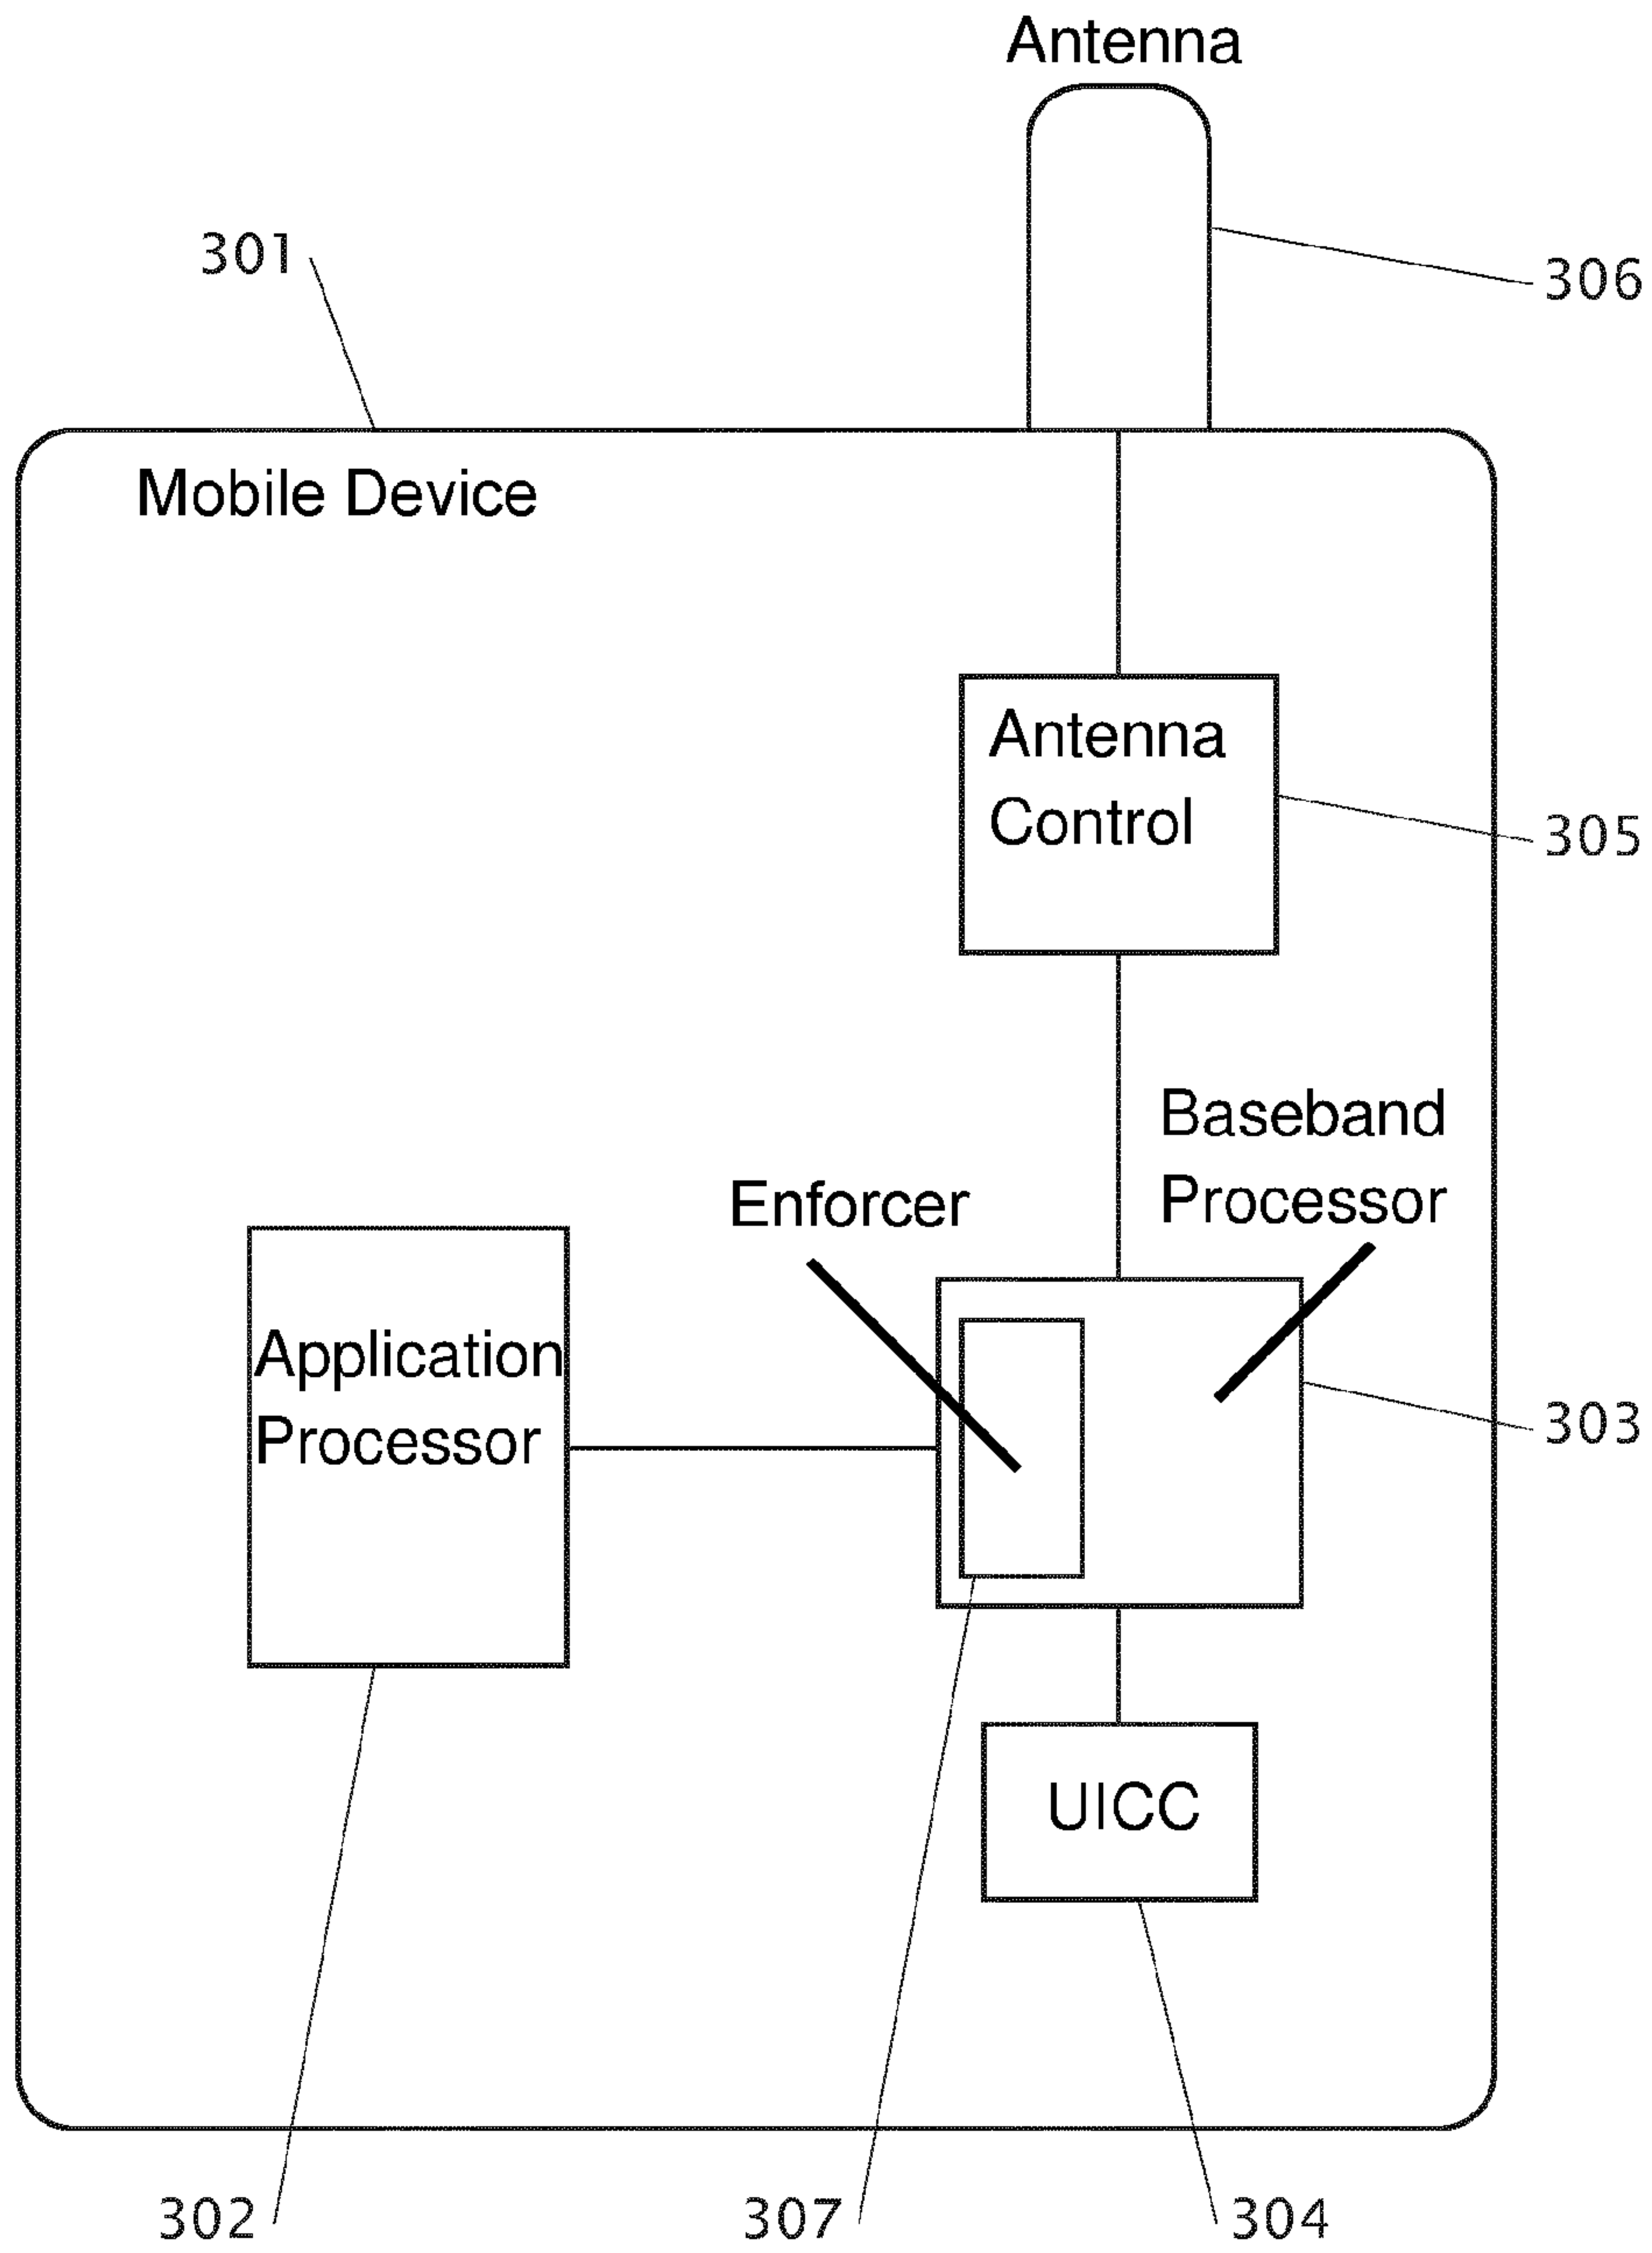 Antenna
301
306
Mobile Device
Antenna
Control
305
Baseband
Processor
Enforcer
Application
Processor
303
UICC
302
307
304